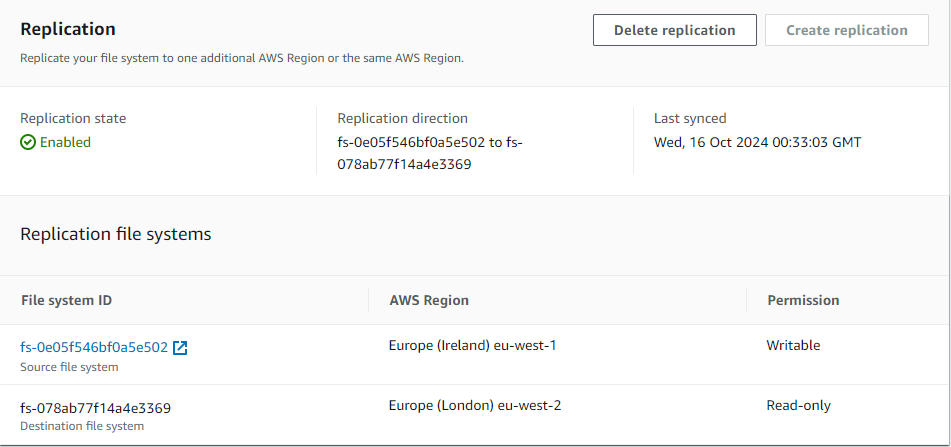 Replication
Delete replication
Create replication
Replicate your file system to one additional AWS Region or the same AWS Region.
Replication state
Enabled
Replication direction
fs-0e05f546bf0a5e502 to fs-
078ab77f14a4e3369
Last synced
Wed, 16 Oct 2024 00:33:03 GMT
Replication file systems
File system ID
AWS Region
Permission
fs-0e05f546bf0a5e502
Source file system
Europe (Ireland) eu-west-1
Writable
fs-078ab77f14a4e3369
Destination file system
Europe (London) eu-west-2
Read-only